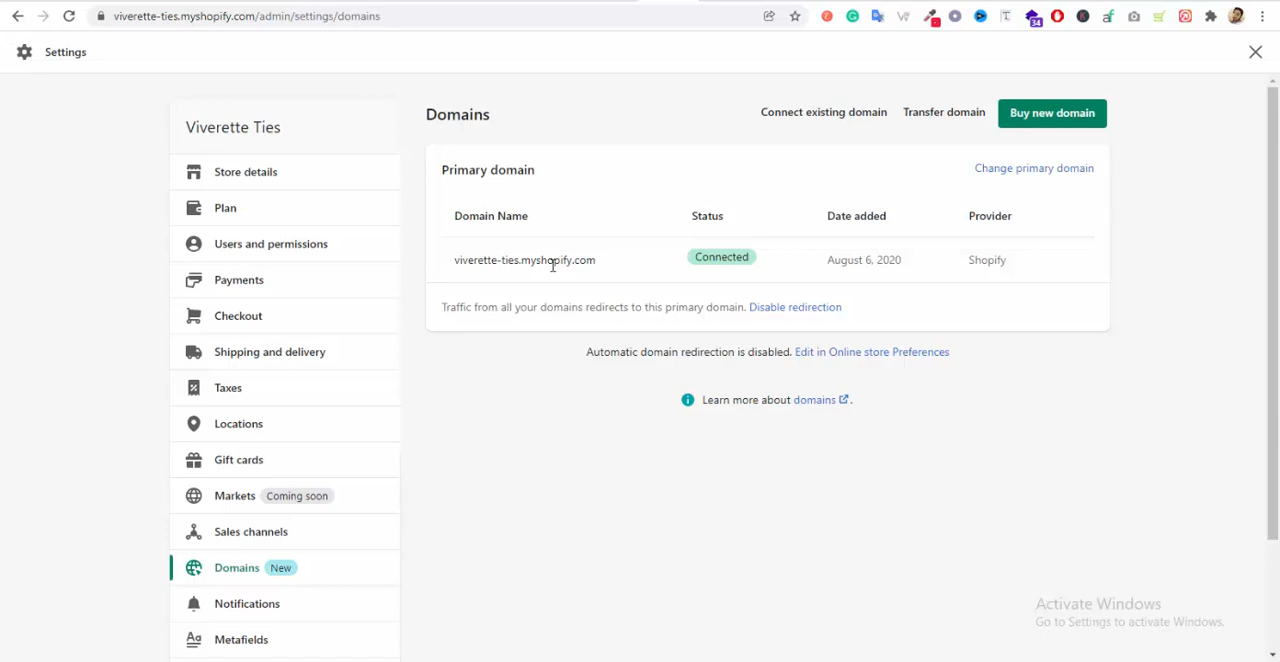 viverette-ties.myshopify.com/admin/settings/domains
34
Settings
Viverette Ties
Store details
Plan
Users and permissions
Payments
Checkout
Shipping and delivery
Taxes
Locations
Gift cards
Markets Coming soon
Sales channels
Domains New
Notifications
Metafields
Domains
Connect existing domain Transfer domain Buy new domain
Primary domain Change primary domain
Domain Name Status Date added Provider
viverette-ties.myshopify.com Connected August 6, 2020 Shopify
Traffic from all your domains redirects to this primary domain. Disable redirection
Automatic domain redirection is disabled. Edit in Online store Preferences
Learn more about domains .
Activate Windows
Go to Settings to activate Windows.